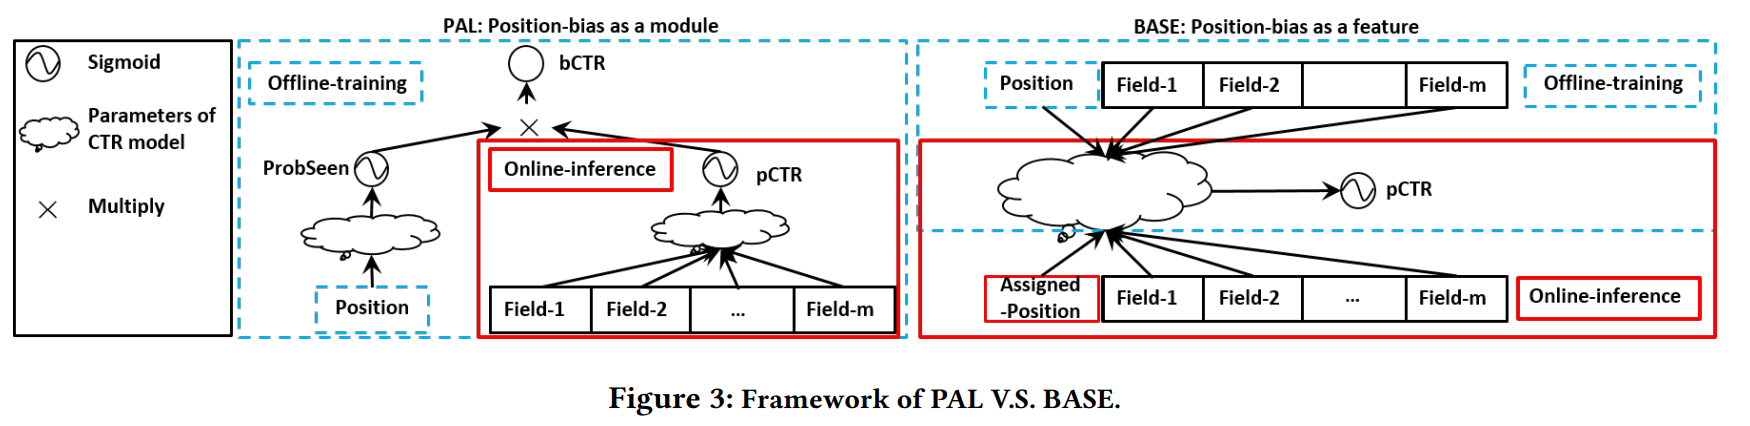 PAL: Position-bias as a module
BASE: Position-bias as a feature
Sigmoid
Parameters of
CTR model
Multiply
Offline-training
bCTR
ProbSeen
Online-inference
pCTR
Position
Field-1 Field-2 ... Field-m
Position Field-1 Field-2 Field-m Offline-training
pCTR
Assigned
-Position
Field-1 Field-2 ... Field-m Online-inference
Figure 3: Framework of PAL V.S. BASE.